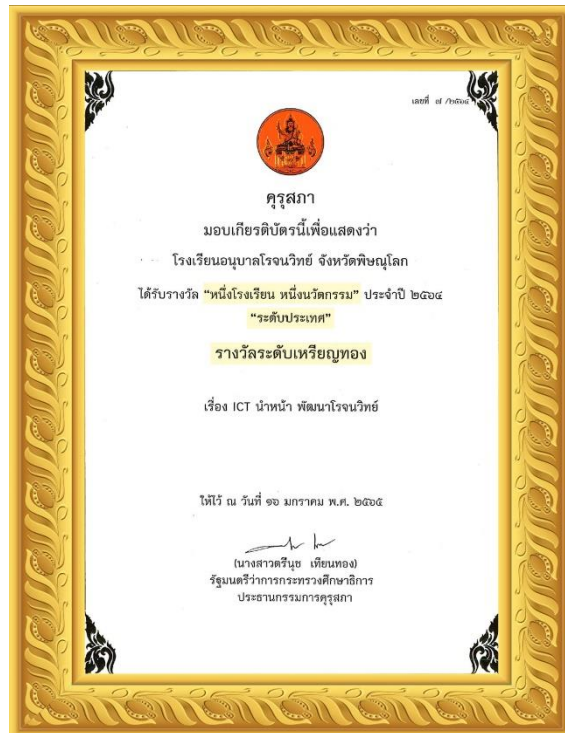 เลขที่ ๗ /๒๕๖๔
คุรุสภา
มอบเกียรติบัตรนี้เพื่อแสดงว่า
โรงเรียนอนุบาลโรจนวิทย์ จังหวัดพิษณุโลก
ได้รับรางวัล “หนึ่งโรงเรียน หนึ่งนวัตกรรม” ประจำปี ๒๕๖๔
“ระดับประเทศ”
รางวัลระดับเหรียญทอง
เรื่อง ICT นำหน้า พัฒนาโรจนวิทย์
ให้ไว้ ณ วันที่ ๑๖ มกราคม พ.ศ. ๒๕๖๕
(นางสาวตรีนุช เทียนทอง)
รัฐมนตรีว่าการกระทรวงศึกษาธิการ
ประธานกรรมการคุรุสภา